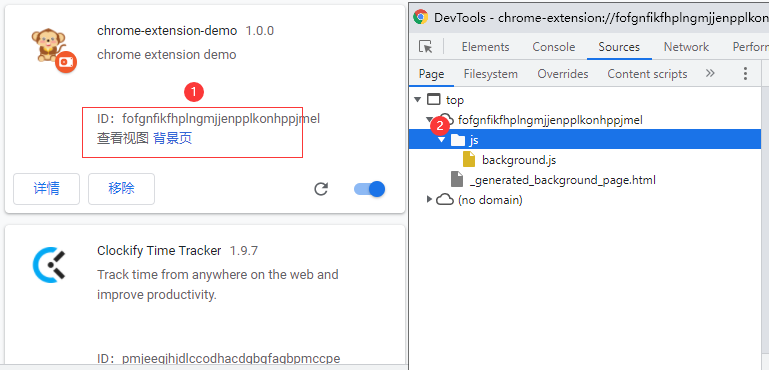 chrome-extension-demo 1.0.0
chrome extension demo
1
ID: fofgnfikfhplngmjjenpplkonhppjmel
查看视图 背景页
详情 移除
Clockify Time Tracker 1.9.7
Track time from anywhere on the web and
improve productivity.
ID: pmjeegjhjdlccodhacdgbgfagbpmccpe
DevTools - chrome-extension://fofgnfikfhplngmjjenpplkon
Elements Console Sources Network Perforr
Page Filesystem Overrides Content scripts »
top
fofgnfikfhplngmjjenpplkonhppjmel
2
js
background.js
_generated_background_page.html
(no domain)